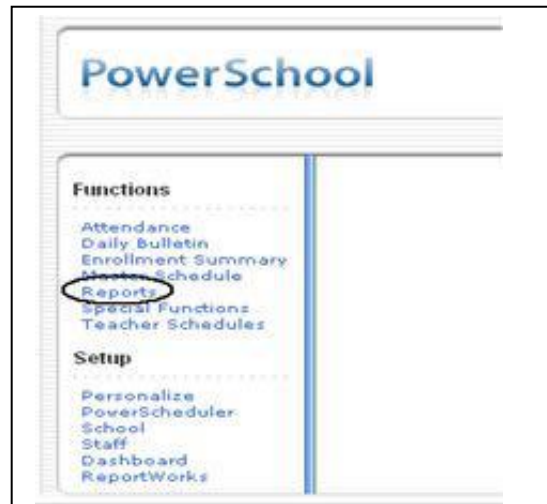 PowerSchool
Functions
Attendance
Daily Bulletin
Enrollment Summary
Master Schedule
Reports
Special Functions
Teacher Schedules
Setup
Personalize
PowerScheduler
School
Staff
Dashboard
ReportWorks